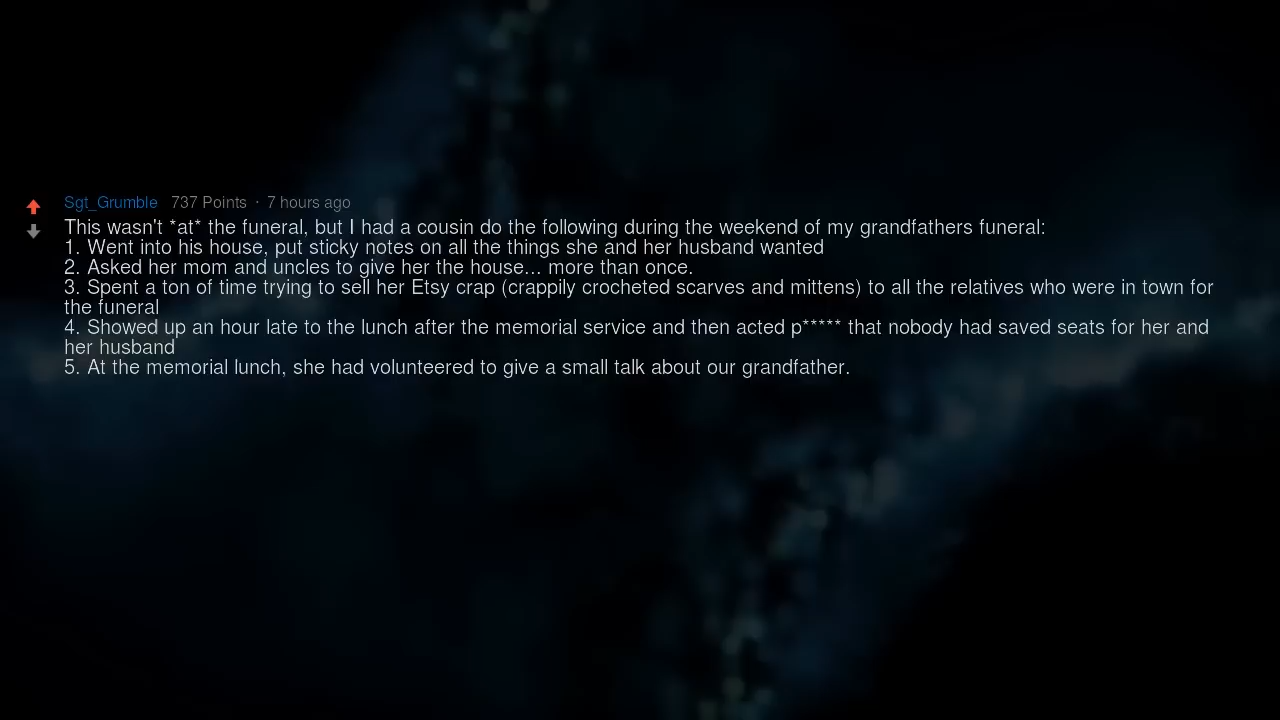 Sgt_Grumble 737 Points · 7 hours ago
This wasn't *at* the funeral, but I had a cousin do the following during the weekend of my grandfathers funeral:
1. Went into his house, put sticky notes on all the things she and her husband wanted
2. Asked her mom and uncles to give her the house... more than once.
3. Spent a ton of time trying to sell her Etsy crap (crappily crocheted scarves and mittens) to all the relatives who were in town for
the funeral
4. Showed up an hour late to the lunch after the memorial service and then acted p***** that nobody had saved seats for her and
her husband
5. At the memorial lunch, she had volunteered to give a small talk about our grandfather.